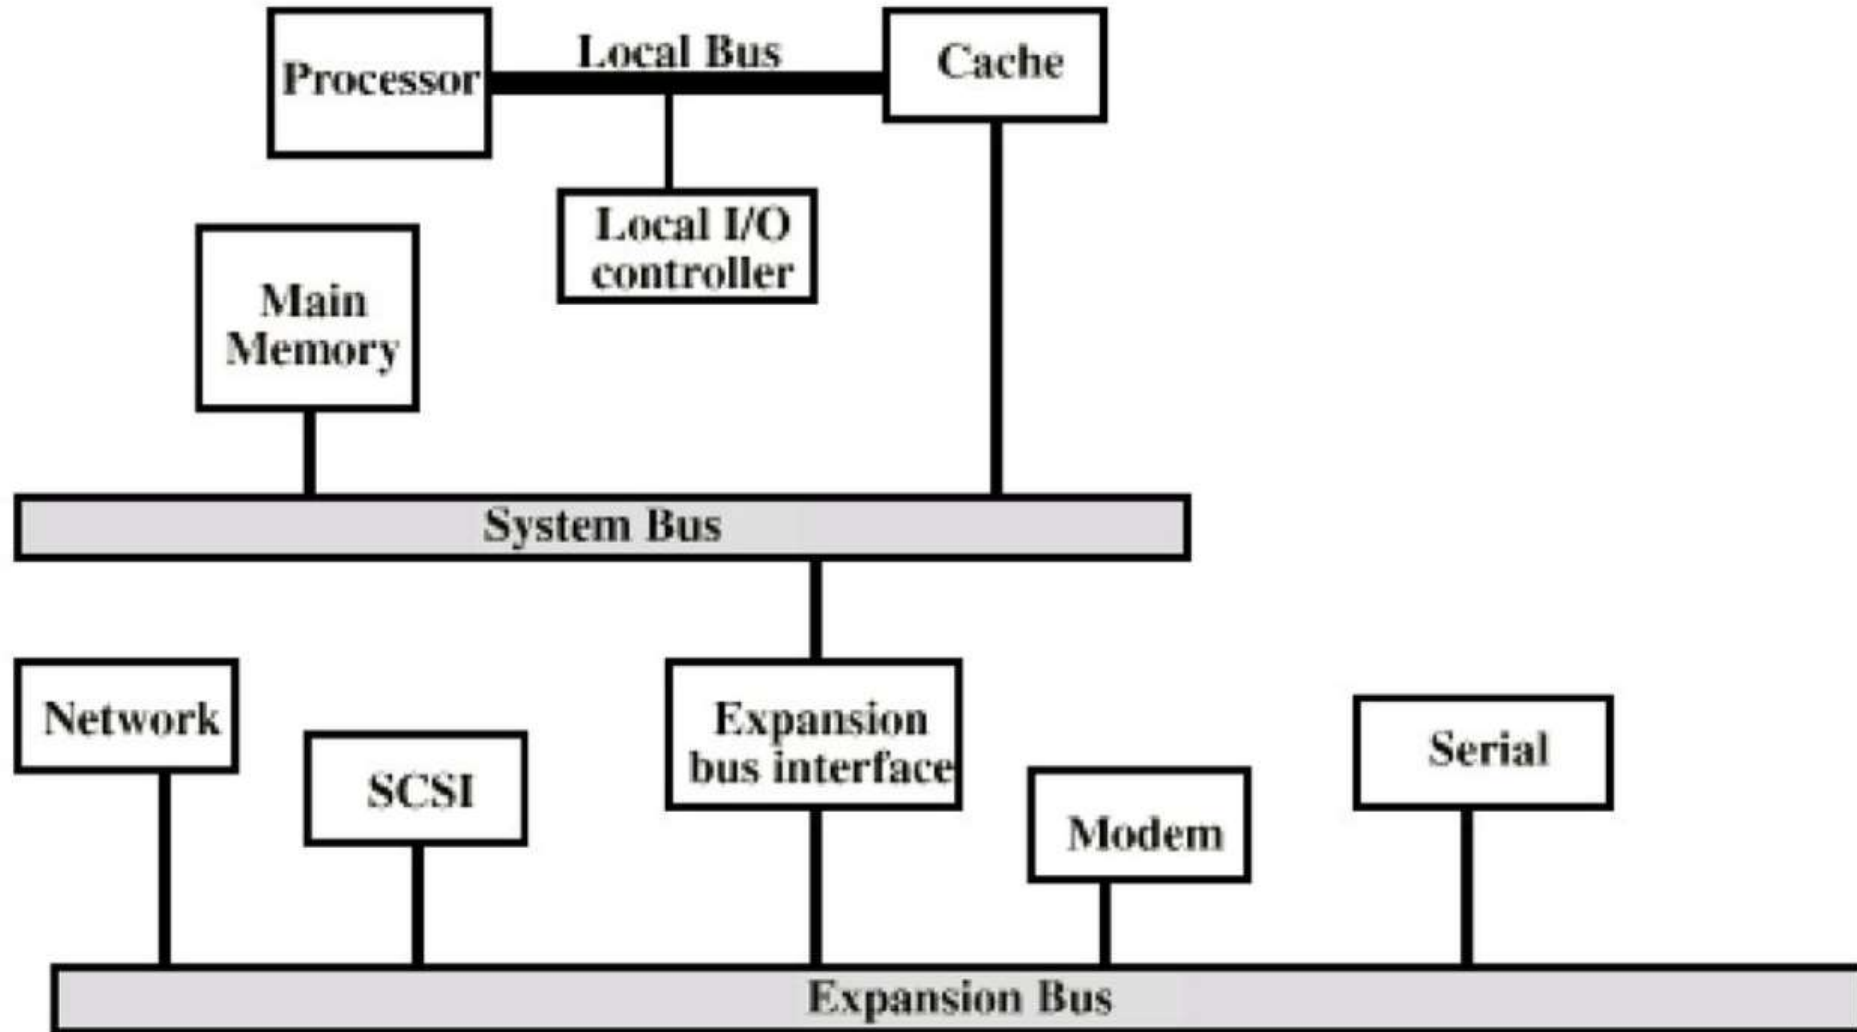 Local Bus
Processor
Cache
Local I/O
controller
Main
Memory
System Bus
Network
SCSI
Expansion
bus interface
Modem
Serial
Expansion Bus